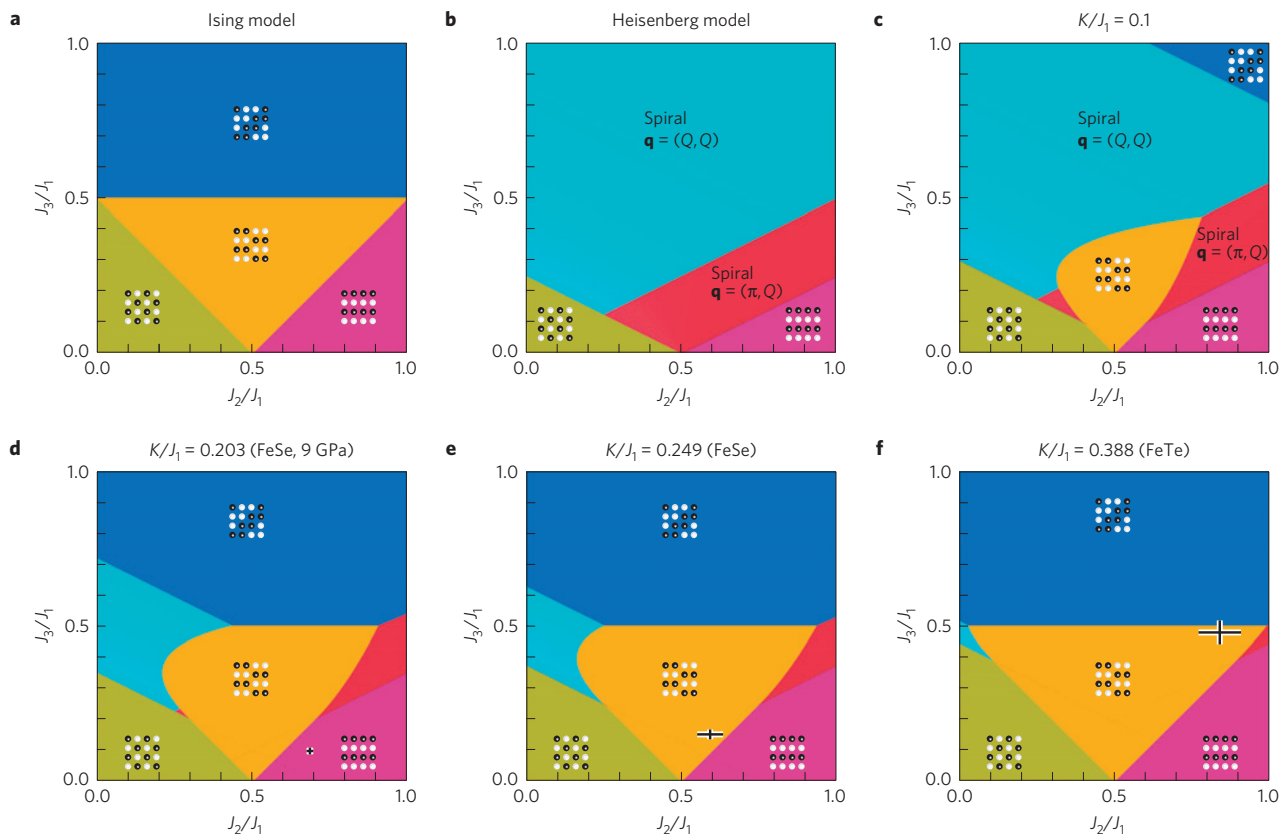 a
Ising model
1.0
0.5
0.0
J3/J1
0.0
0.5
1.0
J2/J1
b
Heisenberg model
1.0
0.5
0.0
J3/J1
Spiral
q = (Q, Q)
Spiral
q = (π, Q)
0.0
0.5
1.0
J2/J1
c
K/J1 = 0.1
1.0
0.5
0.0
J3/J1
Spiral
q = (Q, Q)
Spiral
q = (π, Q)
0.0
0.5
1.0
J2/J1
d
K/J1 = 0.203 (FeSe, 9 GPa)
1.0
0.5
0.0
J3/J1
0.0
0.5
1.0
J2/J1
e
K/J1 = 0.249 (FeSe)
1.0
0.5
0.0
J3/J1
0.0
0.5
1.0
J2/J1
f
K/J1 = 0.388 (FeTe)
1.0
0.5
0.0
J3/J1
0.0
0.5
1.0
J2/J1